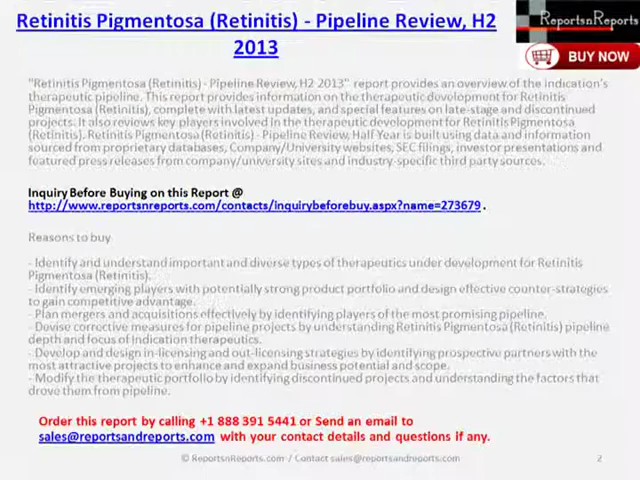 Retinitis Pigmentosa (Retinitis) - Pipeline Review, H2
2013
ReportsnReports
BUY NOW
"Retinitis Pigmentosa (Retinitis) - Pipeline Review, H2 2013" report provides an overview of the indication's
therapeutic pipeline. This report provides information on the therapeutic development for Retinitis
Pigmentosa (Retinitis), complete with latest updates, and special features on late-stage and discontinued
projects. It also reviews key players involved in the therapeutic development for Retinitis Pigmentosa
(Retinitis). Retinitis Pigmentosa (Retinitis) - Pipeline Review, Half Year is built using data and information
sourced from proprietary databases, Company/University websites, SEC filings, investor presentations and
featured press releases from company/university sites and industry-specific third party sources.
Inquiry Before Buying on this Report @
http://www.reportsnreports.com/contacts/inquirybeforebuy.aspx?name=273679 .
Reasons to buy
- Identify and understand important and diverse types of therapeutics under development for Retinitis
Pigmentosa (Retinitis).
- Identify emerging players with potentially strong product portfolio and design effective counter-strategies
to gain competitive advantage.
- Plan mergers and acquisitions effectively by identifying players of the most promising pipeline.
- Devise corrective measures for pipeline projects by understanding Retinitis Pigmentosa (Retinitis) pipeline
depth and focus of Indication therapeutics.
- Develop and design in-licensing and out-licensing strategies by identifying prospective partners with the
most attractive projects to enhance and expand business potential and scope.
- Modify the therapeutic portfolio by identifying discontinued projects and understanding the factors that
drove them from pipeline.
Order this report by calling +1 888 391 5441 or Send an email to
sales@reportsandreports.com with your contact details and questions if any.
© ReportsnReports.com / Contact sales@reportsandreports.com
2